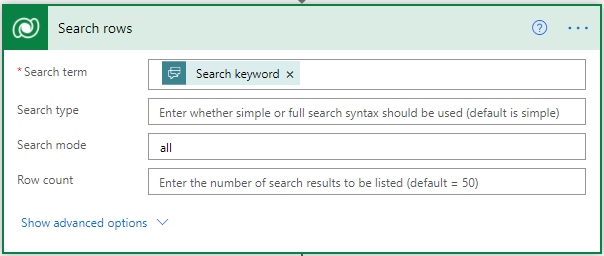 Search rows
* Search term
Search keyword ×
Search type
Enter whether simple or full search syntax should be used (default is simple)
Search mode
all
Row count
Enter the number of search results to be listed (default = 50)
Show advanced options